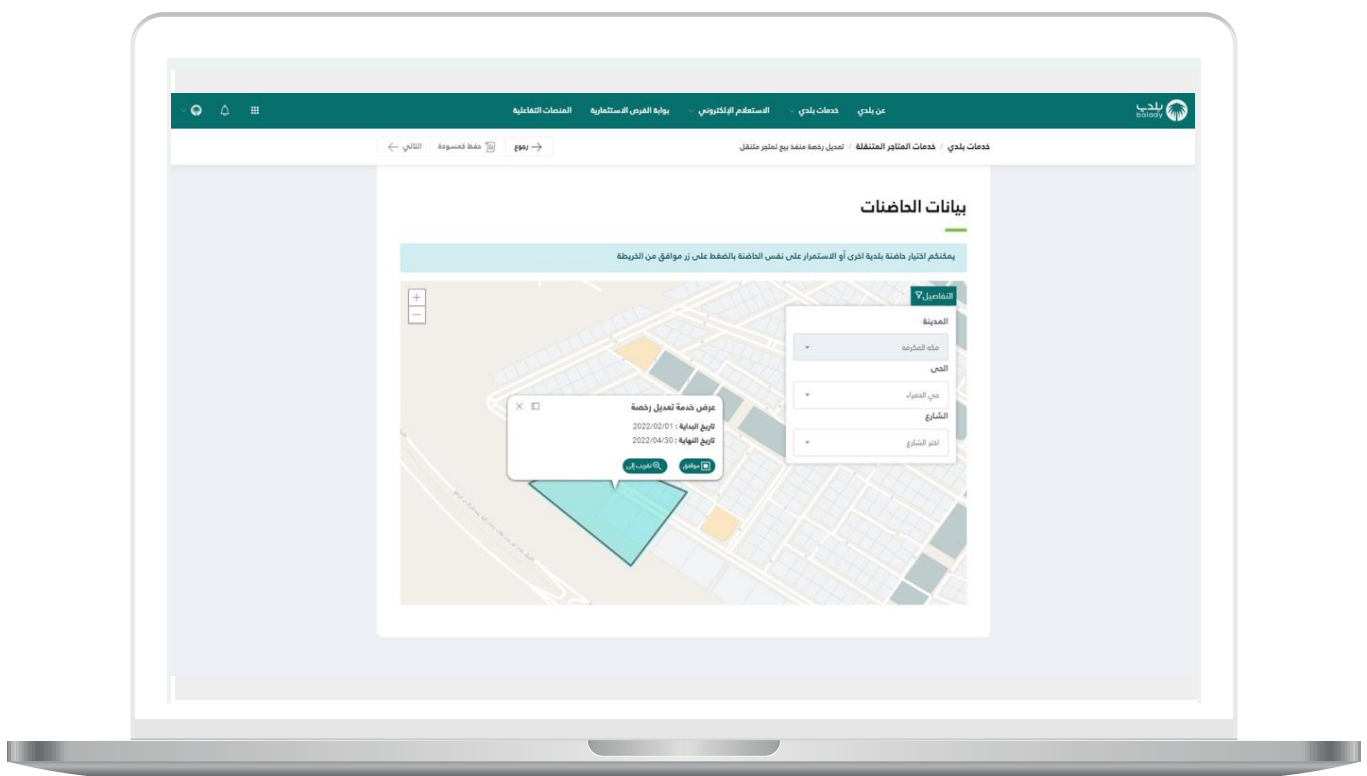 بلدي
balady
عن بلدي
خدمات بلدي
الاستعلام الإلكتروني
بوابة الفرص الاستثمارية
المنصات التفاعلية
خدمات بلدي / خدمات المتاجر المتنقلة / تعديل رخصة منفذ بيع لمتجر متنقل
رجوع
حفظ كمسودة
التالي
بيانات الحاضنات
يمكنكم اختيار حاضنة بلدية اخرى أو الاستمرار على نفس الحاضنة بالضغط على زر موافق من الخريطة
التفاصيل
المدينة
مكه المكرمه
الحى
حي الحمراء
الشارع
اختر الشارع
+
−
عرض خدمة تعديل رخصة
تاريخ البداية : 2022/02/01
تاريخ النهاية : 2022/04/30
موافق
تقريب إلى